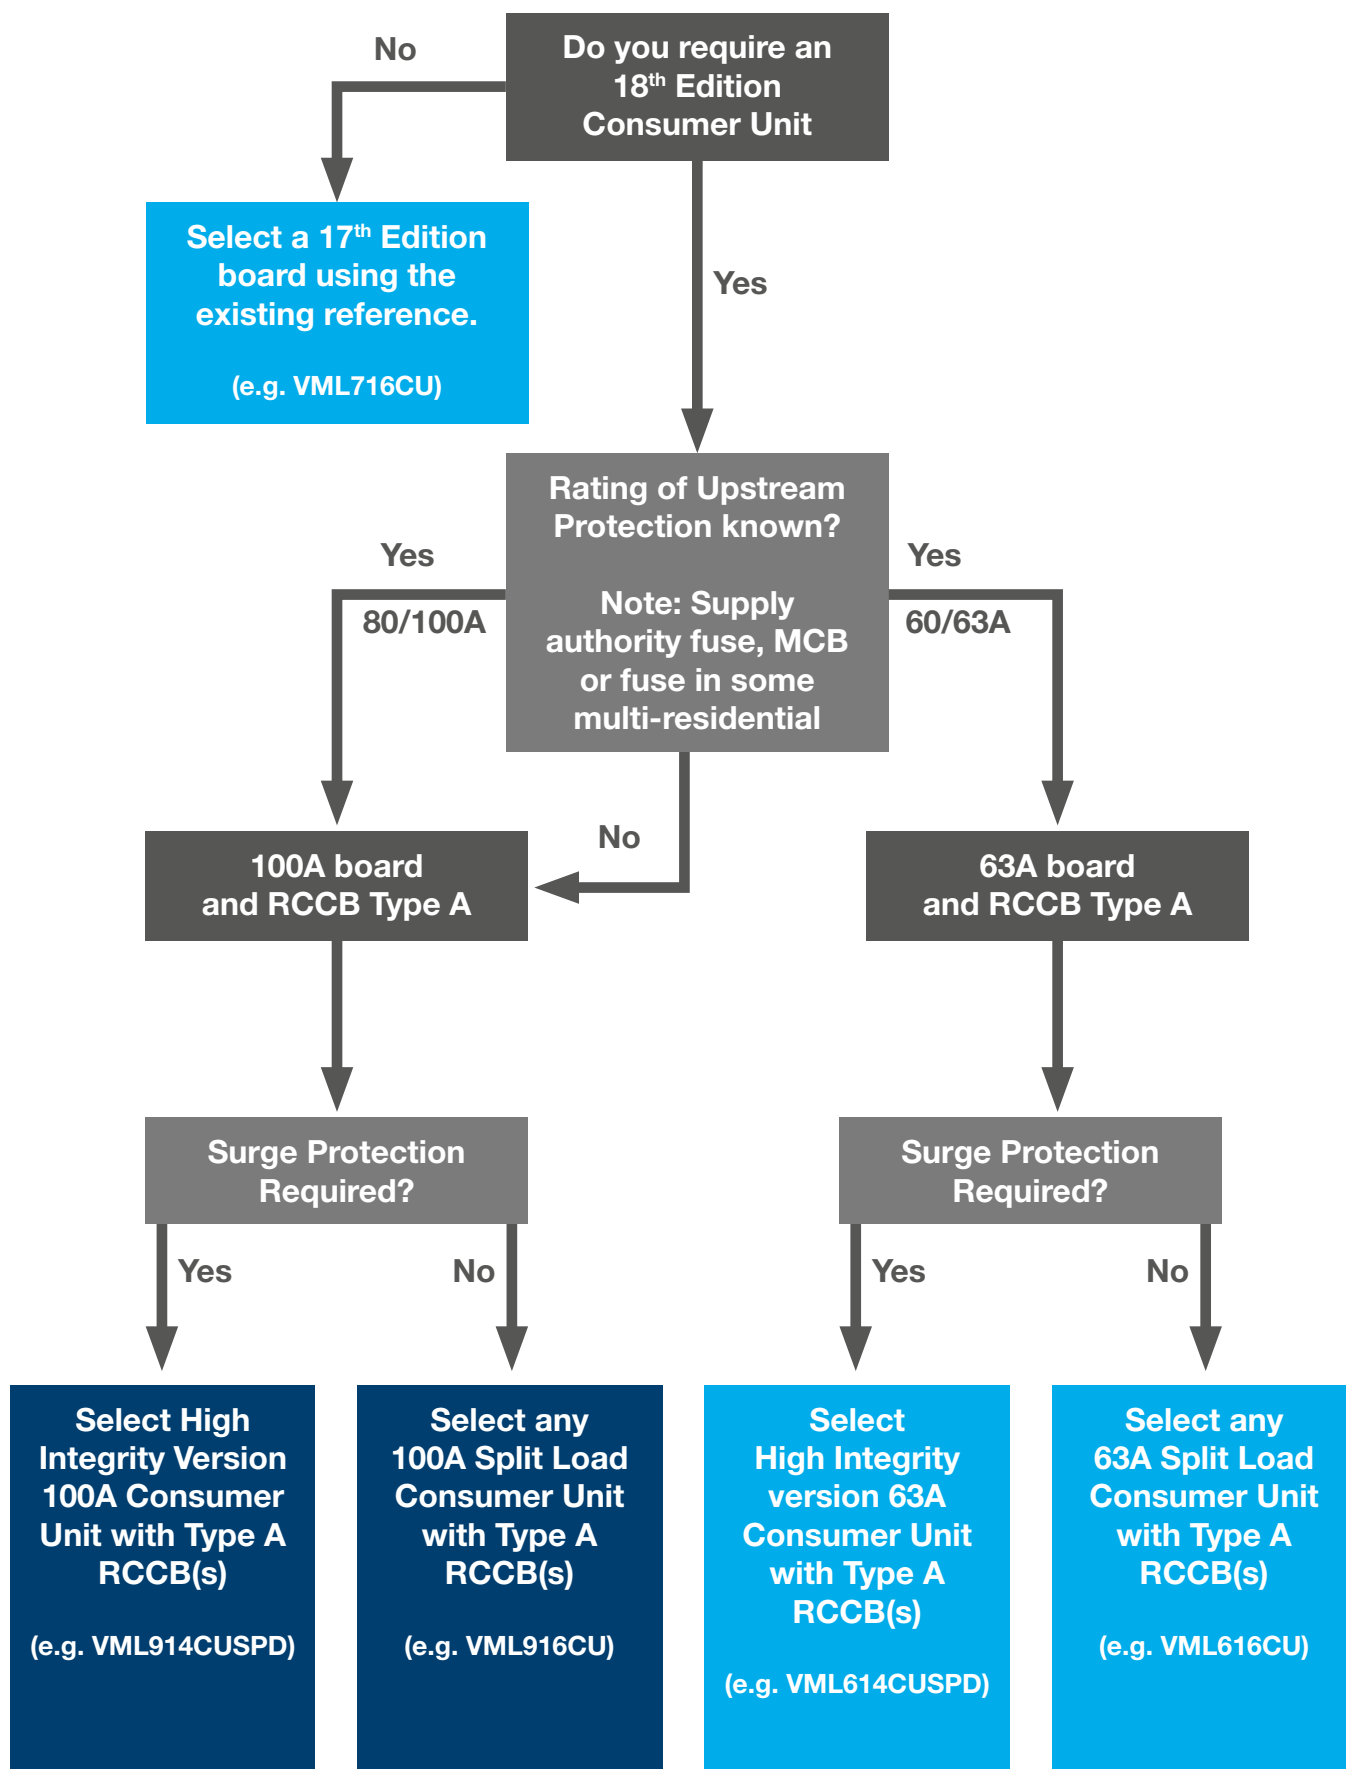 Do you require an
18th Edition
Consumer Unit
No
Select a 17th Edition
board using the
existing reference.
(e.g. VML716CU)
Yes
Rating of Upstream
Protection known?
Note: Supply
authority fuse, MCB
or fuse in some
multi-residential
Yes
80/100A
Yes
60/63A
No
100A board
and RCCB Type A
63A board
and RCCB Type A
Surge Protection
Required?
Surge Protection
Required?
Yes
No
Yes
No
Select High
Integrity Version
100A Consumer
Unit with Type A
RCCB(s)
(e.g. VML914CUSPD)
Select any
100A Split Load
Consumer Unit
with Type A
RCCB(s)
(e.g. VML916CU)
Select
High Integrity
version 63A
Consumer Unit
with Type A
RCCB(s)
(e.g. VML614CUSPD)
Select any
63A Split Load
Consumer Unit
with Type A
RCCB(s)
(e.g. VML616CU)